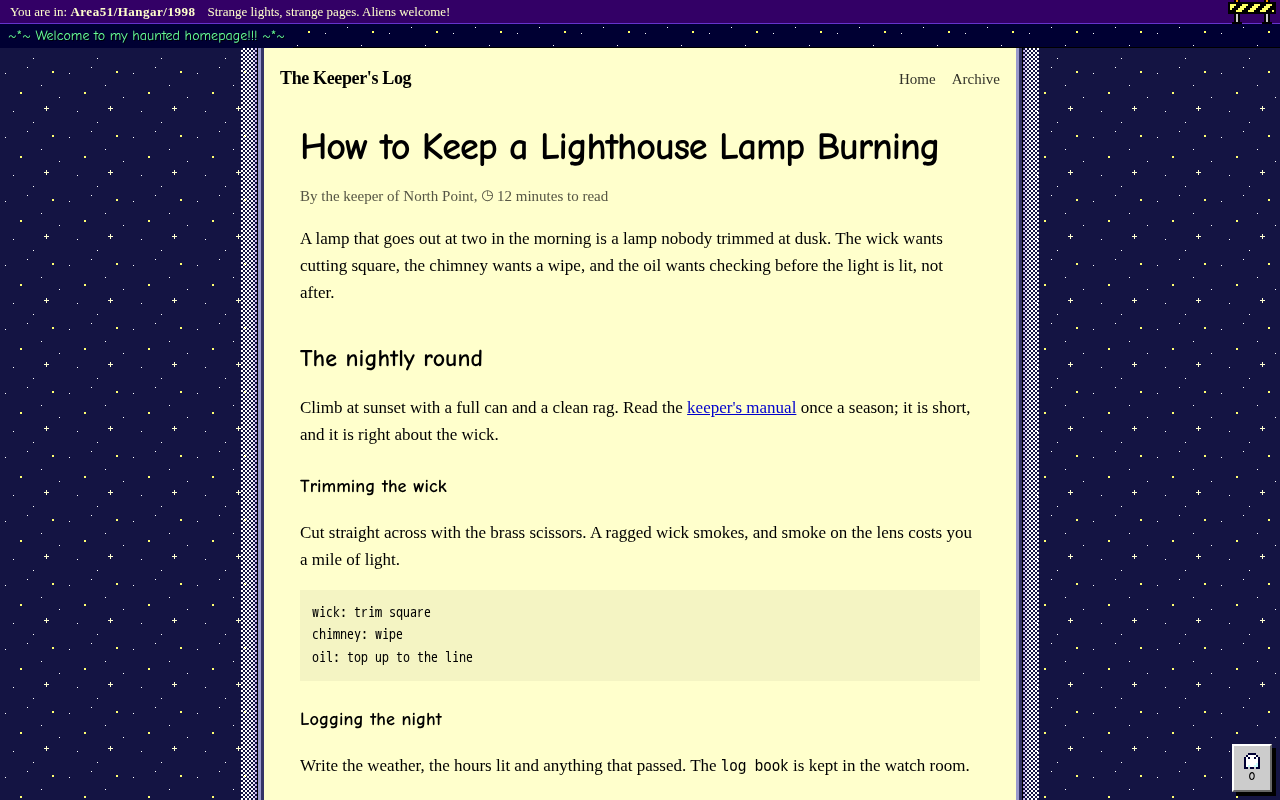 You are in: Area51/Hangar/1998 Strange lights, strange pages. Aliens welcome!
~*~ Welcome to my haunted homepage!!! ~*~
The Keeper's Log
Home Archive
How to Keep a Lighthouse Lamp Burning
By the keeper of North Point, 12 minutes to read
A lamp that goes out at two in the morning is a lamp nobody trimmed at dusk. The wick wants
cutting square, the chimney wants a wipe, and the oil wants checking before the light is lit, not
after.
The nightly round
Climb at sunset with a full can and a clean rag. Read the keeper's manual once a season; it is short,
and it is right about the wick.
Trimming the wick
Cut straight across with the brass scissors. A ragged wick smokes, and smoke on the lens costs you
a mile of light.
wick: trim square
chimney: wipe
oil: top up to the line
Logging the night
Write the weather, the hours lit and anything that passed. The log book is kept in the watch room.
0